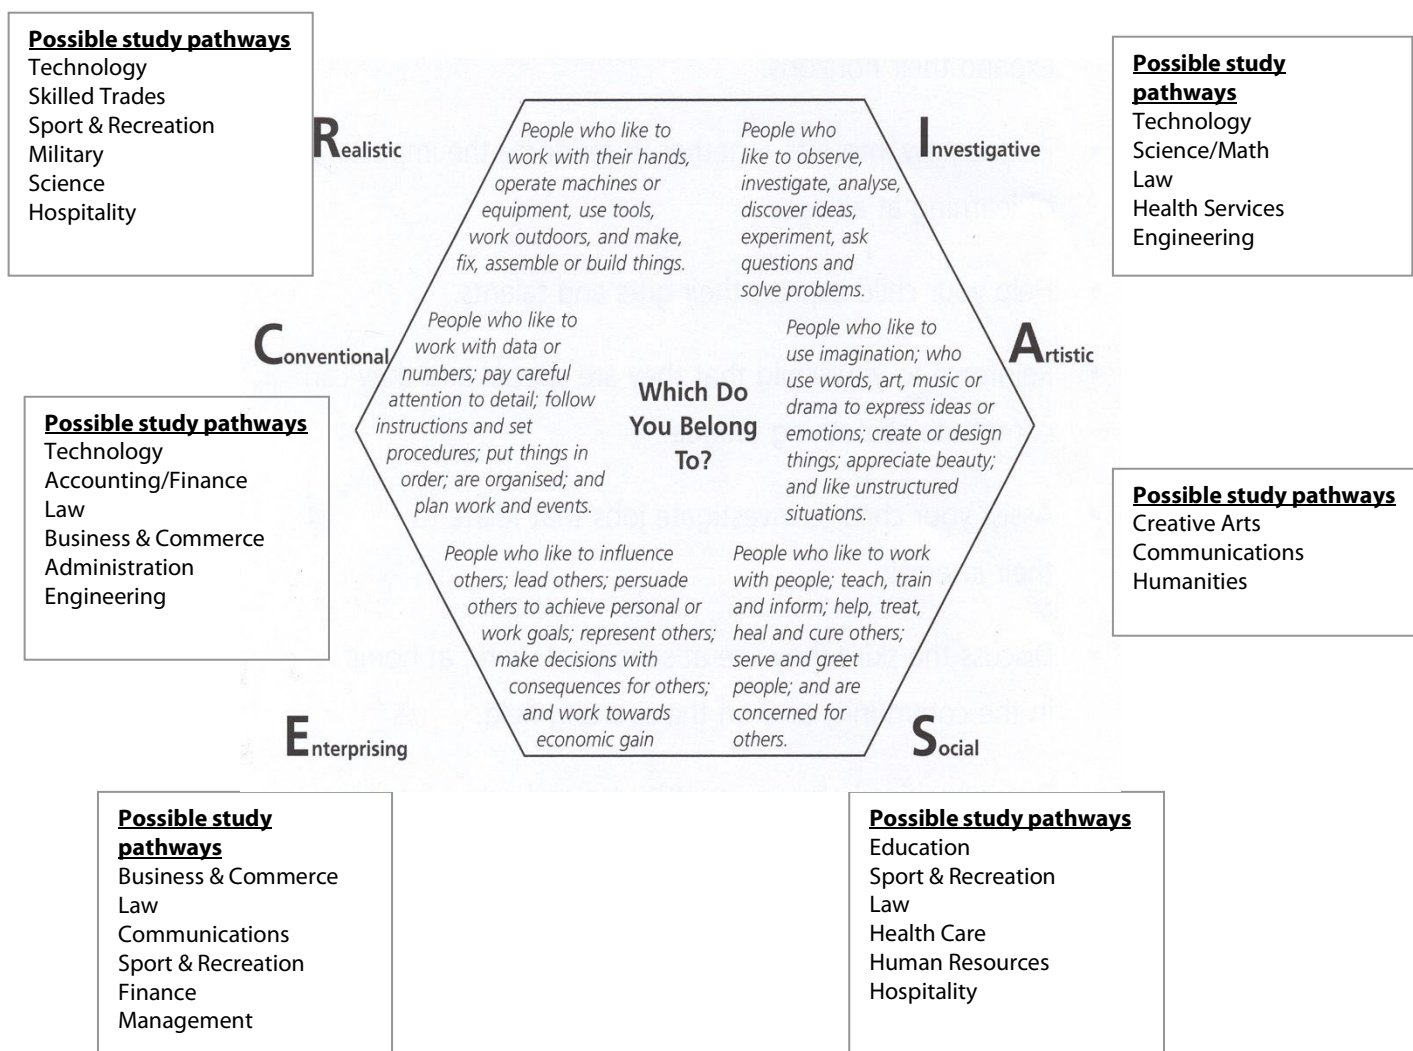 Possible study pathways
Technology
Skilled Trades
Sport & Recreation
Military
Science
Hospitality
Realistic
People who like to
work with their hands,
operate machines or
equipment, use tools,
work outdoors, and make,
fix, assemble or build things.
People who
like to observe,
investigate, analyse,
discover ideas,
experiment, ask
questions and
solve problems.
Investigative
Possible study
pathways
Technology
Science/Math
Law
Health Services
Engineering
Conventional
People who like to
work with data or
numbers; pay careful
attention to detail; follow
instructions and set
procedures; put things in
order; are organised; and
plan work and events.
Which Do
You Belong
To?
People who like to
use imagination; who
use words, art, music or
drama to express ideas or
emotions; create or design
things; appreciate beauty;
and like unstructured
situations.
Artistic
Possible study pathways
Technology
Accounting/Finance
Law
Business & Commerce
Administration
Engineering
Possible study pathways
Creative Arts
Communications
Humanities
Enterprising
People who like to influence
others; lead others; persuade
others to achieve personal or
work goals; represent others;
make decisions with
consequences for others;
and work towards
economic gain
People who like to work
with people; teach, train
and inform; help, treat,
heal and cure others;
serve and greet
people; and are
concerned for
others.
Social
Possible study
pathways
Business & Commerce
Law
Communications
Sport & Recreation
Finance
Management
Possible study pathways
Education
Sport & Recreation
Law
Health Care
Human Resources
Hospitality